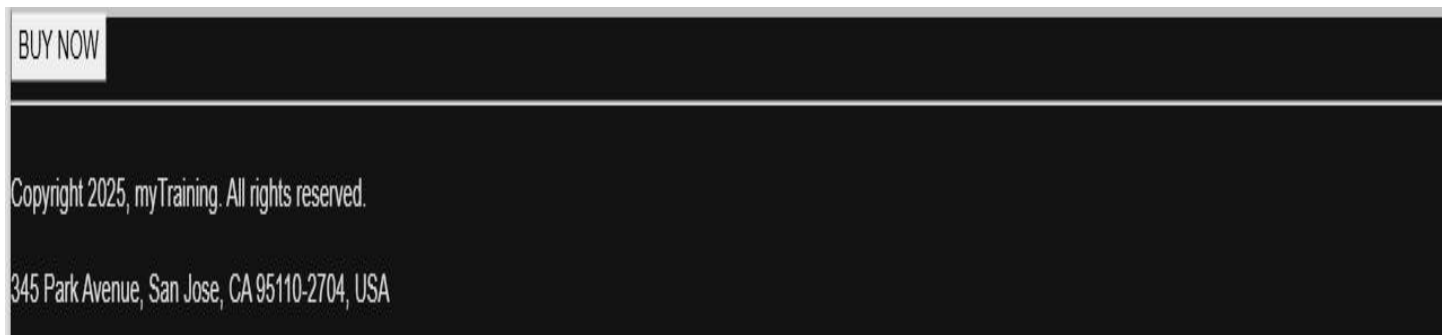 BUY NOW
Copyright 2025, myTraining. All rights reserved.
345 Park Avenue, San Jose, CA 95110-2704, USA